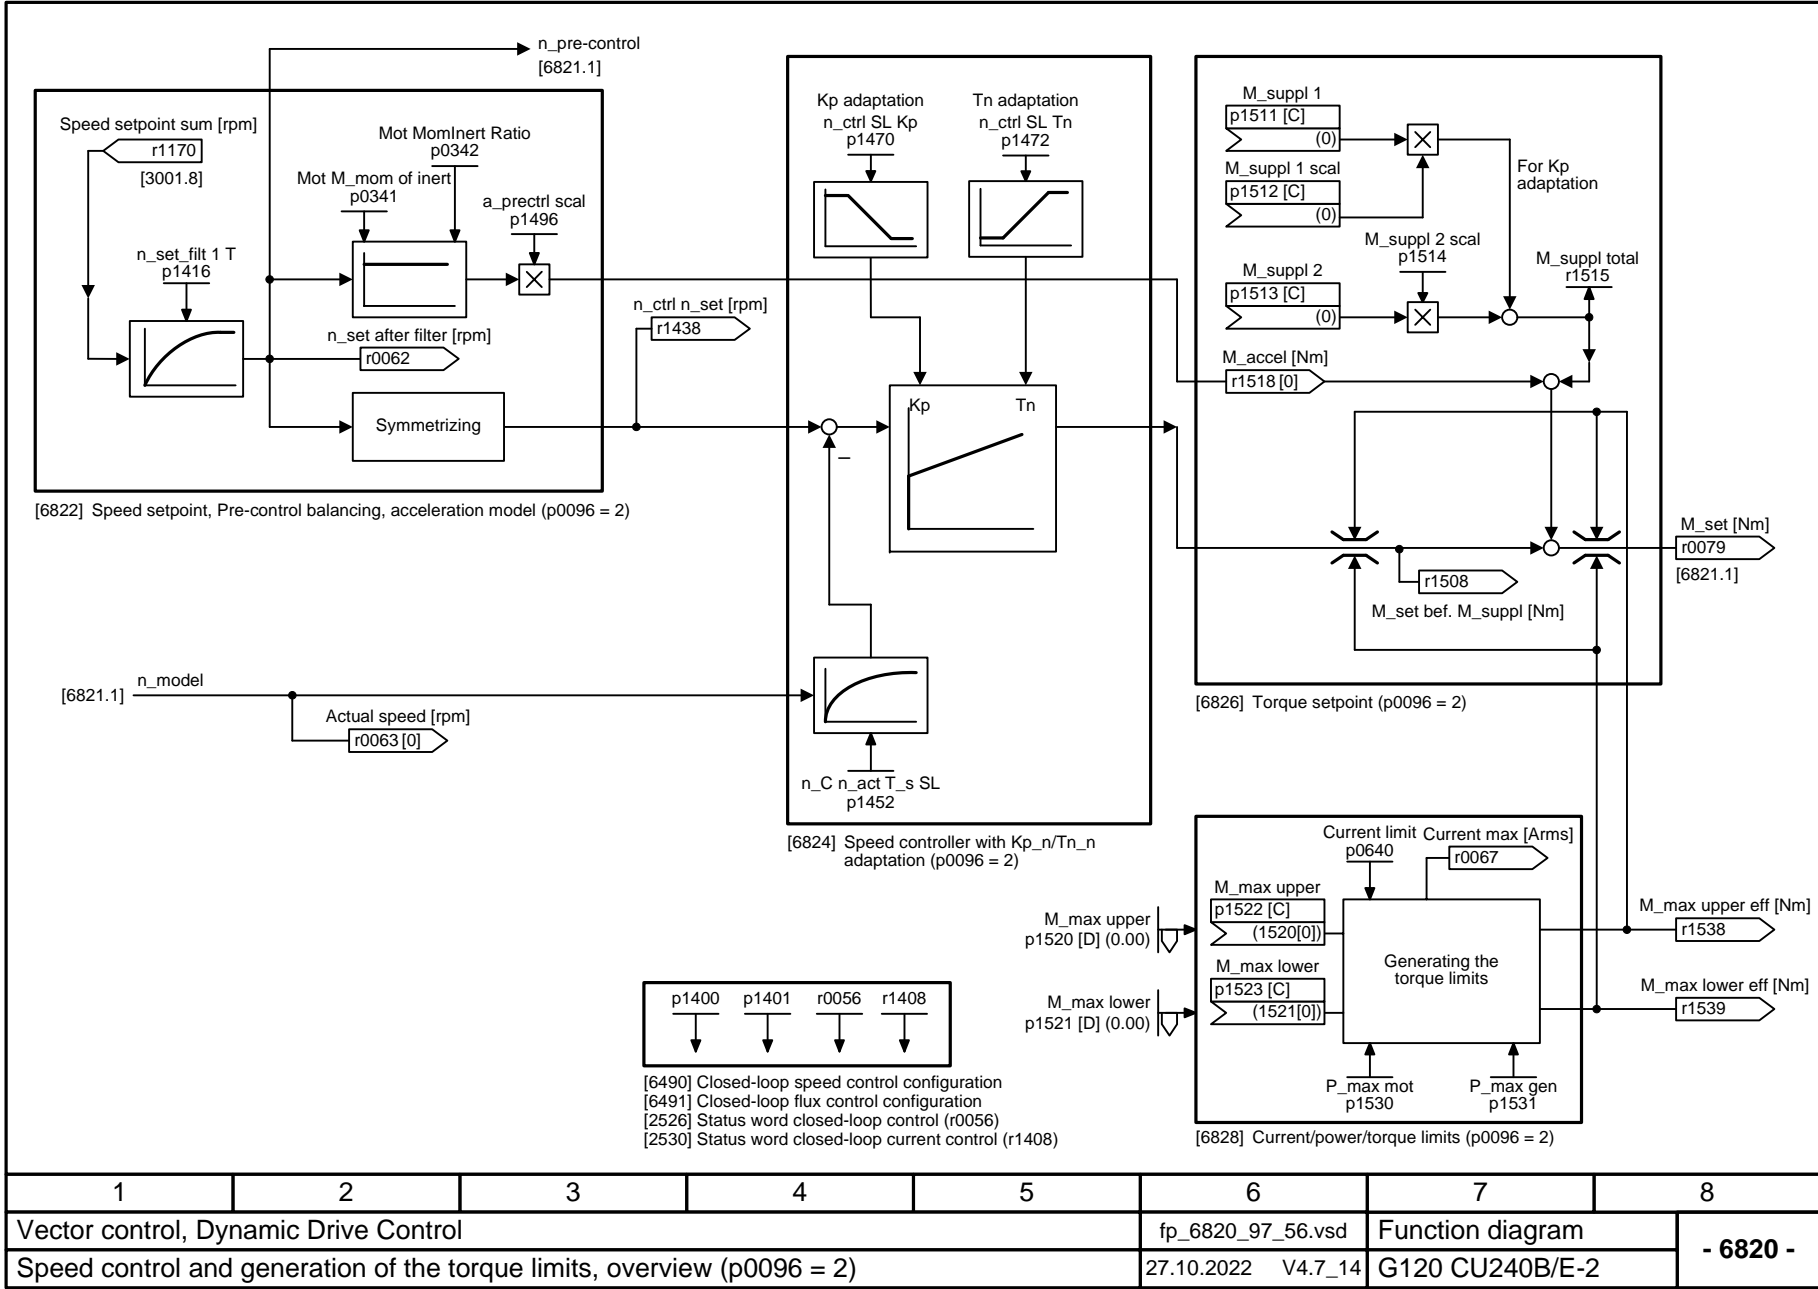 n_pre-control
[6821.1]
Speed setpoint sum [rpm]
r1170
[3001.8]
Mot MomInert Ratio
p0342
Mot M_mom of inert
p0341
a_prectrl scal
p1496
n_set_filt 1 T
p1416
n_set after filter [rpm]
r0062
Symmetrizing
n_ctrl n_set [rpm]
r1438
[6822] Speed setpoint, Pre-control balancing, acceleration model (p0096 = 2)
Kp adaptation
n_ctrl SL Kp
p1470
Tn adaptation
n_ctrl SL Tn
p1472
Kp
Tn
–
[6821.1]
n_model
Actual speed [rpm]
r0063 [0]
n_C n_act T_s SL
p1452
[6824] Speed controller with Kp_n/Tn_n
adaptation (p0096 = 2)
M_suppl 1
p1511 [C]
(0)
M_suppl 1 scal
p1512 [C]
(0)
For Kp
adaptation
M_suppl 2 scal
p1514
M_suppl 2
p1513 [C]
(0)
M_suppl total
r1515
M_accel [Nm]
r1518 [0]
r1508
M_set bef. M_suppl [Nm]
M_set [Nm]
r0079
[6821.1]
[6826] Torque setpoint (p0096 = 2)
Current limit
p0640
Current max [Arms]
r0067
M_max upper
p1520 [D] (0.00)
M_max upper
p1522 [C]
(1520[0])
M_max lower
p1521 [D] (0.00)
M_max lower
p1523 [C]
(1521[0])
Generating the
torque limits
M_max upper eff [Nm]
r1538
M_max lower eff [Nm]
r1539
P_max mot
p1530
P_max gen
p1531
[6828] Current/power/torque limits (p0096 = 2)
p1400 p1401 r0056 r1408
[6490] Closed-loop speed control configuration
[6491] Closed-loop flux control configuration
[2526] Status word closed-loop control (r0056)
[2530] Status word closed-loop current control (r1408)
1 2 3 4 5 6 7 8
Vector control, Dynamic Drive Control
fp_6820_97_56.vsd
Function diagram
- 6820 -
Speed control and generation of the torque limits, overview (p0096 = 2)
27.10.2022 V4.7_14
G120 CU240B/E-2